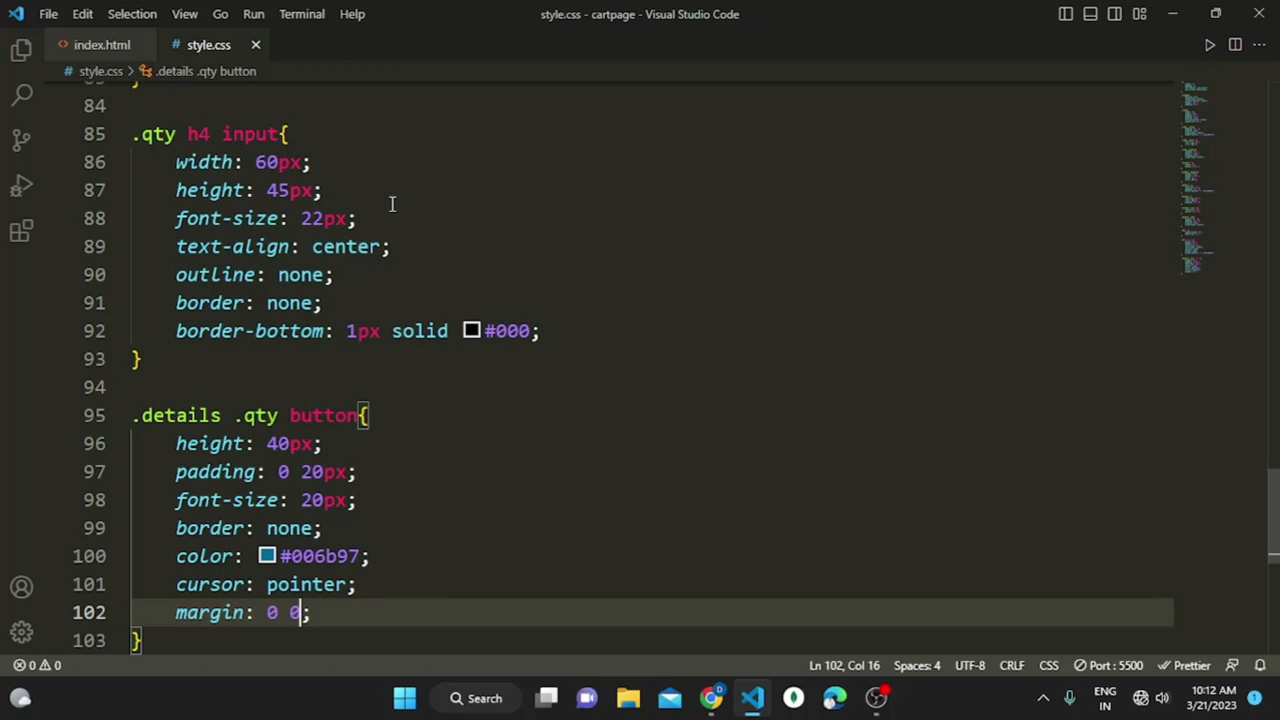 File Edit Selection View Go Run Terminal Help style.css - cartpage - Visual Studio Code
index.html style.css
style.css > .details .qty button
84
85 .qty h4 input{
86 width: 60px;
87 height: 45px;
88 font-size: 22px;
89 text-align: center;
90 outline: none;
91 border: none;
92 border-bottom: 1px solid #000;
93 }
94
95 .details .qty button{
96 height: 40px;
97 padding: 0 20px;
98 font-size: 20px;
99 border: none;
100 color: #006b97;
101 cursor: pointer;
102 margin: 0 0;
103 }
0 0 Ln 102, Col 16 Spaces: 4 UTF-8 CRLF CSS Port : 5500 Prettier
Search ENG 10:12 AM
IN 3/21/2023 1